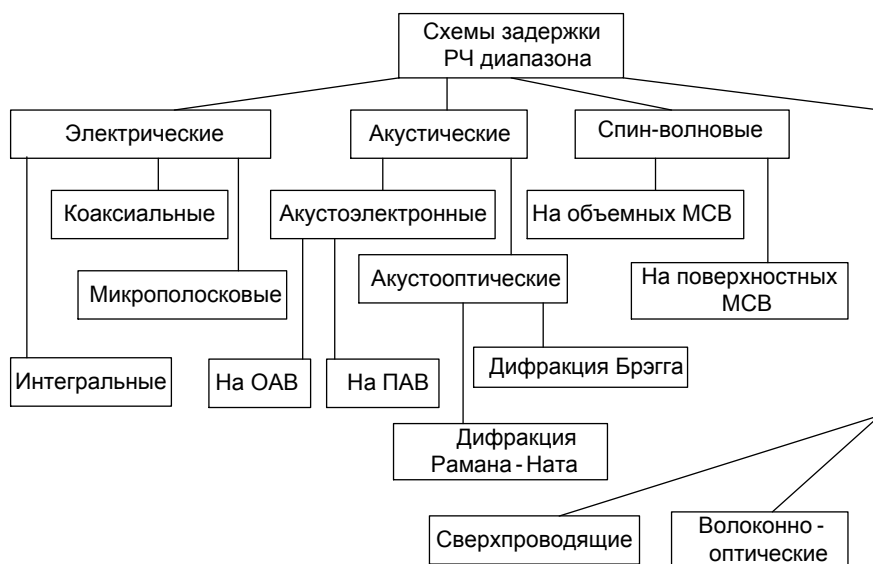 Схемы задержки
РЧ диапазона
Электрические
Акустические
Спин-волновые
Коаксиальные
Акустоэлектронные
На объемных МСВ
Микрополосковые
Акустооптические
На поверхностных
МСВ
Интегральные
На ОАВ
На ПАВ
Дифракция Брэгга
Дифракция
Рамана - Ната
Сверхпроводящие
Волоконно -
оптические